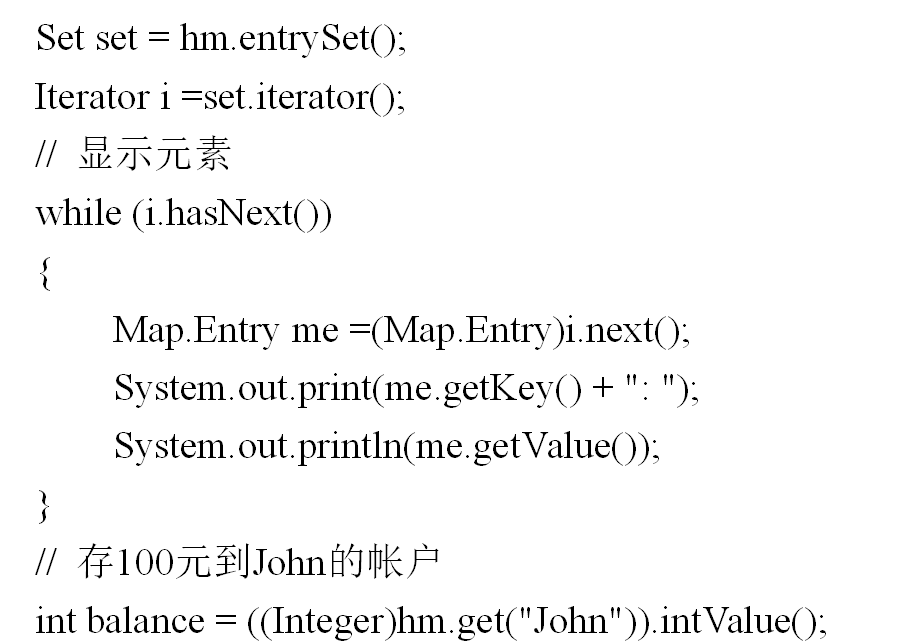 Set set = hm.entrySet();
Iterator i =set.iterator();
// 显示元素
while (i.hasNext())
{
Map.Entry me =(Map.Entry)i.next();
System.out.print(me.getKey() + ": ");
System.out.println(me.getValue());
}
// 存100元到John的帐户
int balance = ((Integer)hm.get("John")).intValue();